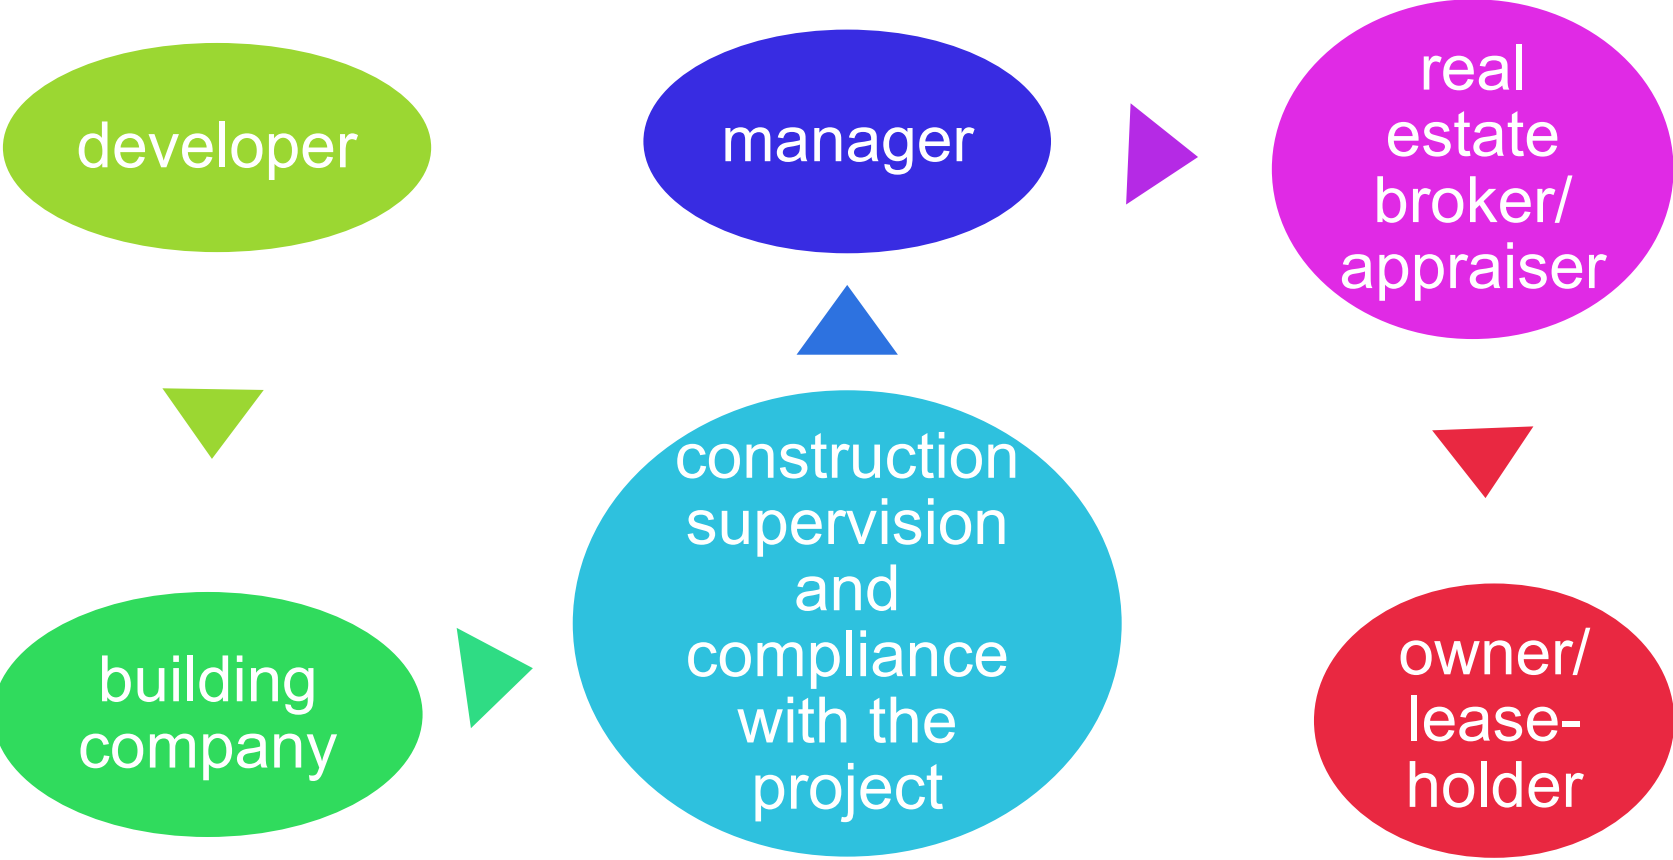 developer
building
company
construction
supervision
and
compliance
with the
project
manager
real
estate
broker/
appraiser
owner/
lease-
holder